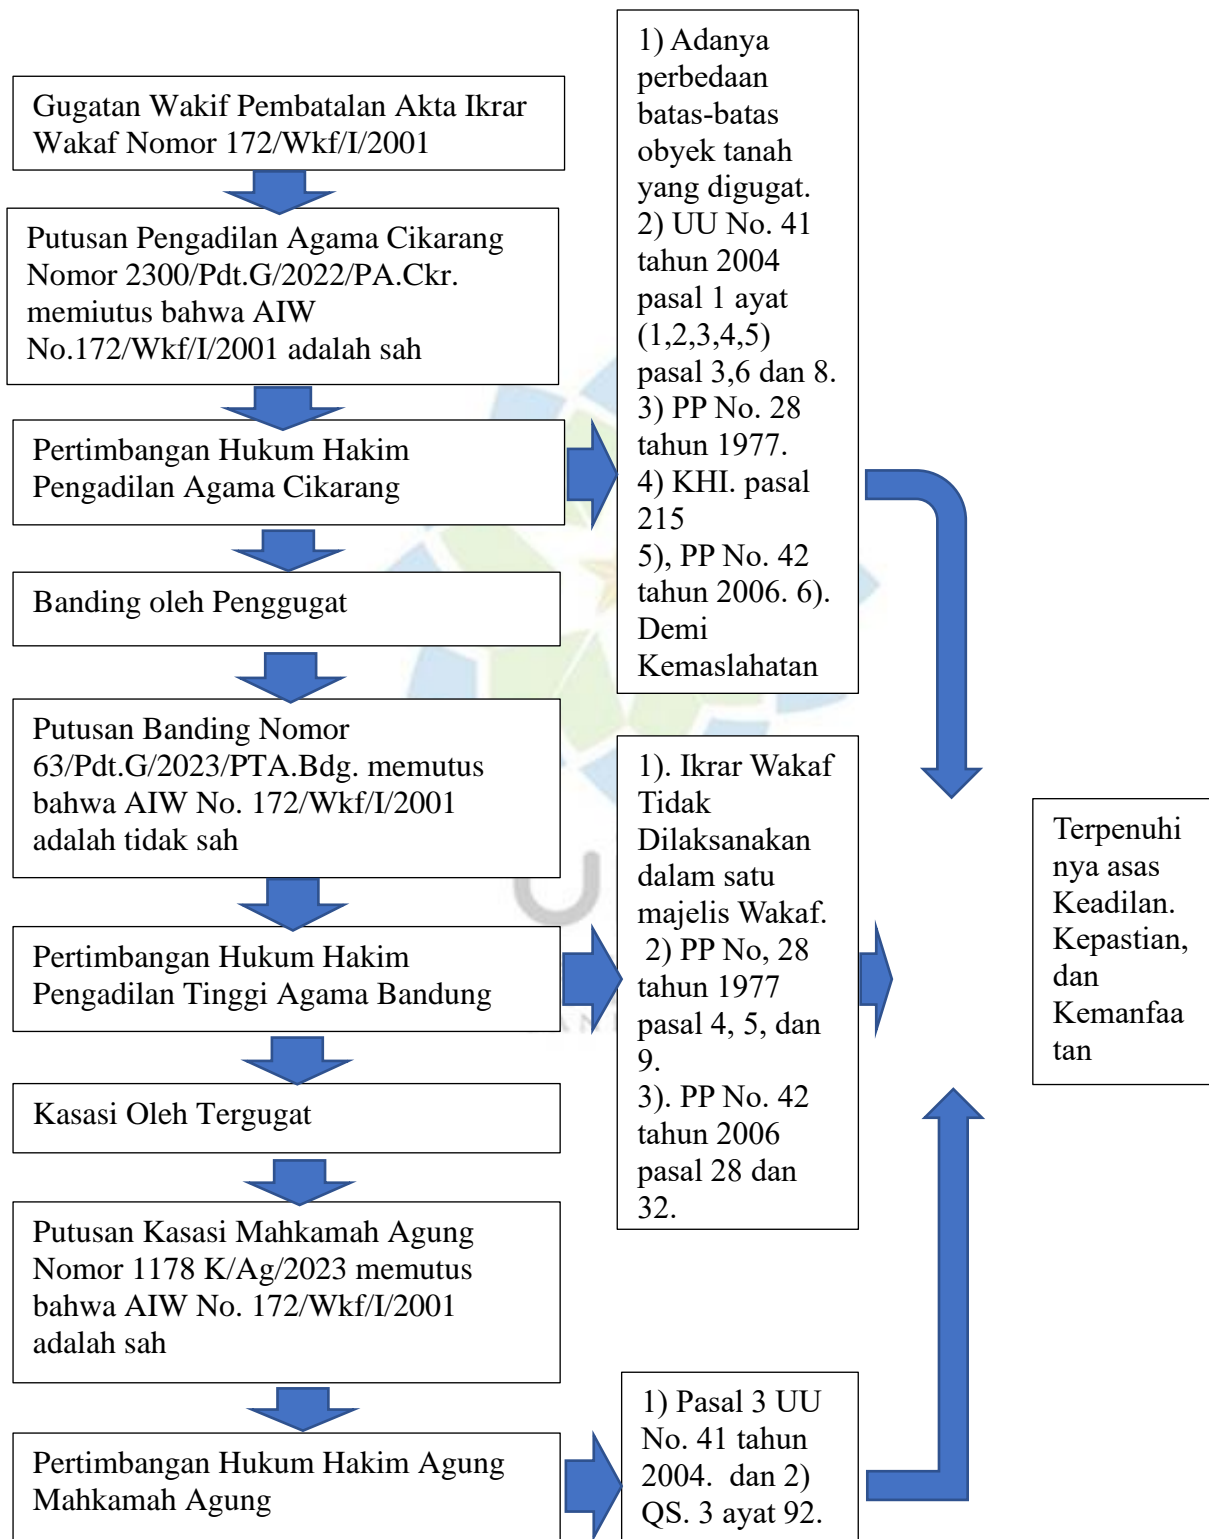 Gugatan Wakif Pembatalan Akta Ikrar
Wakaf Nomor 172/Wkf/I/2001
Putusan Pengadilan Agama Cikarang
Nomor 2300/Pdt.G/2022/PA.Ckr.
memiutus bahwa AIW
No.172/Wkf/I/2001 adalah sah
Pertimbangan Hukum Hakim
Pengadilan Agama Cikarang
1) Adanya
perbedaan
batas-batas
obyek tanah
yang digugat.
2) UU No. 41
tahun 2004
pasal 1 ayat
(1,2,3,4,5)
pasal 3,6 dan 8.
3) PP No. 28
tahun 1977.
4) KHI. pasal
215
5), PP No. 42
tahun 2006. 6).
Demi
Kemaslahatan
Banding oleh Penggugat
Putusan Banding Nomor
63/Pdt.G/2023/PTA.Bdg. memutus
bahwa AIW No. 172/Wkf/I/2001
adalah tidak sah
Pertimbangan Hukum Hakim
Pengadilan Tinggi Agama Bandung
1). Ikrar Wakaf
Tidak
Dilaksanakan
dalam satu
majelis Wakaf.
2) PP No, 28
tahun 1977
pasal 4, 5, dan
9.
3). PP No. 42
tahun 2006
pasal 28 dan
32.
Kasasi Oleh Tergugat
Putusan Kasasi Mahkamah Agung
Nomor 1178 K/Ag/2023 memutus
bahwa AIW No. 172/Wkf/I/2001
adalah sah
Pertimbangan Hukum Hakim Agung
Mahkamah Agung
1) Pasal 3 UU
No. 41 tahun
2004. dan 2)
QS. 3 ayat 92.
Terpenuhi
nya asas
Keadilan.
Kepastian,
dan
Kemanfaa
tan